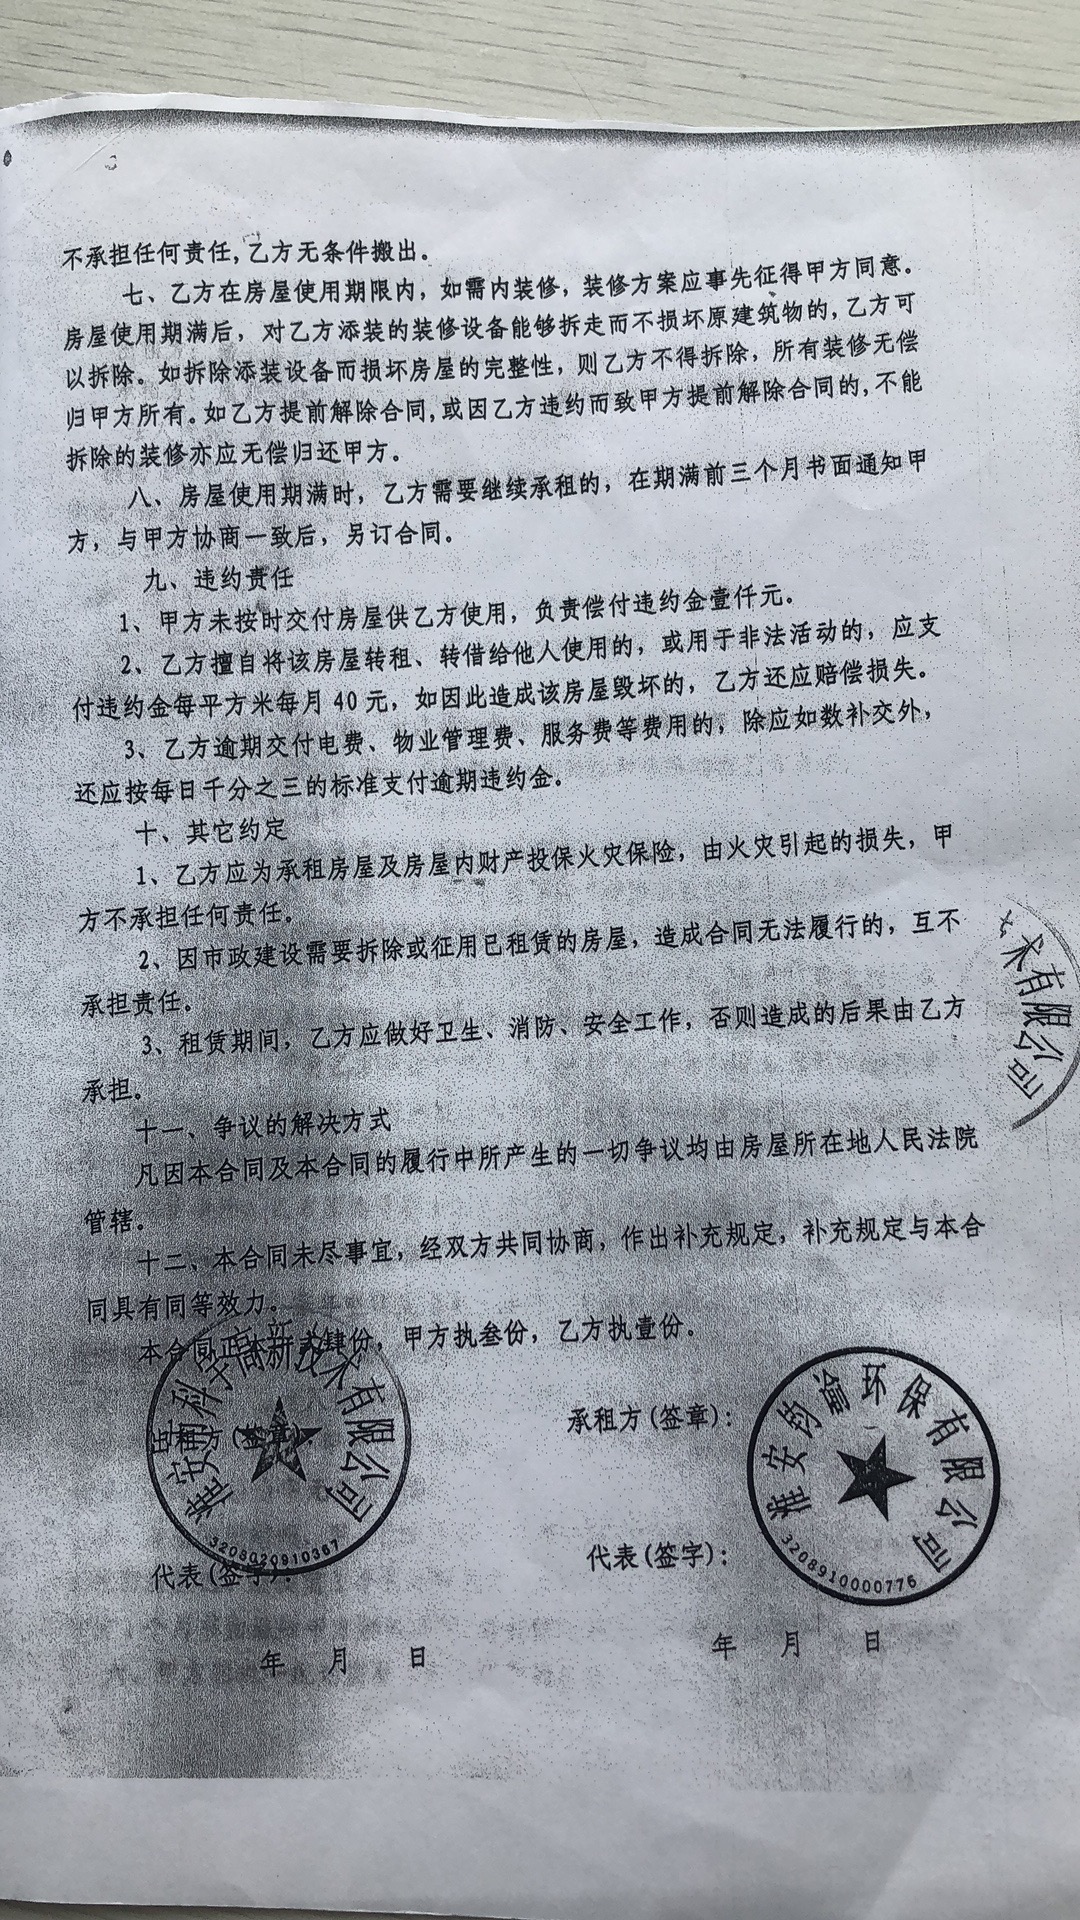 不承担任何责任,乙方无条件搬出。
七、乙方在房屋使用期限内，如需内装修，装修方案应事先征得甲方同意。
房屋使用期满后，对乙方添装的装修设备能够拆走而不损坏原建筑物的,乙方可
以拆除。如拆除添装设备而损坏房屋的完整性，则乙方不得拆除，所有装修无偿
归甲方所有。如乙方提前解除合同,或因乙方违约而致甲方提前解除合同的,不能
拆除的装修亦应无偿归还甲方。
八、房屋使用期满时，乙方需要继续承租的，在期满前三个月书面通知甲
方，与甲方协商一致后，另订合同。
九、违约责任
1、甲方未按时交付房屋供乙方使用，负责偿付违约金壹仟元。
2、乙方擅自将该房屋转租、转借给他人使用的，或用于非法活动的，应支
付违约金每平方米每月40元，如因此造成该房屋毁坏的，乙方还应赔偿损失。
3、乙方逾期交付电费、物业管理费、服务费等费用的，除应如数补交外，
还应按每日千分之三的标准支付逾期违约金。
十、其它约定
1、乙方应为承租房屋及房屋内财产投保火灾保险，由火灾引起的损失，甲
方不承担任何责任。
2、因市政建设需要拆除或征用已租赁的房屋，造成合同无法履行的，互不
承担责任。
3、租赁期间，乙方应做好卫生、消防、安全工作，否则造成的后果由乙方
承担。
术有限公司
十一、争议的解决方式
凡因本合同及本合同的履行中所产生的一切争议均由房屋所在地人民法院
管辖。
十二、本合同未尽事宜，经双方共同协商，作出补充规定，补充规定与本合
同具有同等效力。
本合同正本一式肆份，甲方执叁份，乙方执壹份。
出租方(签章):
承租方(签章):
淮安科 高新技术有限公司
3208020910367
淮安韵谕环保有限公司
3208910000776
代表(签字):
代表(签字):
年 月 日
年 月 日